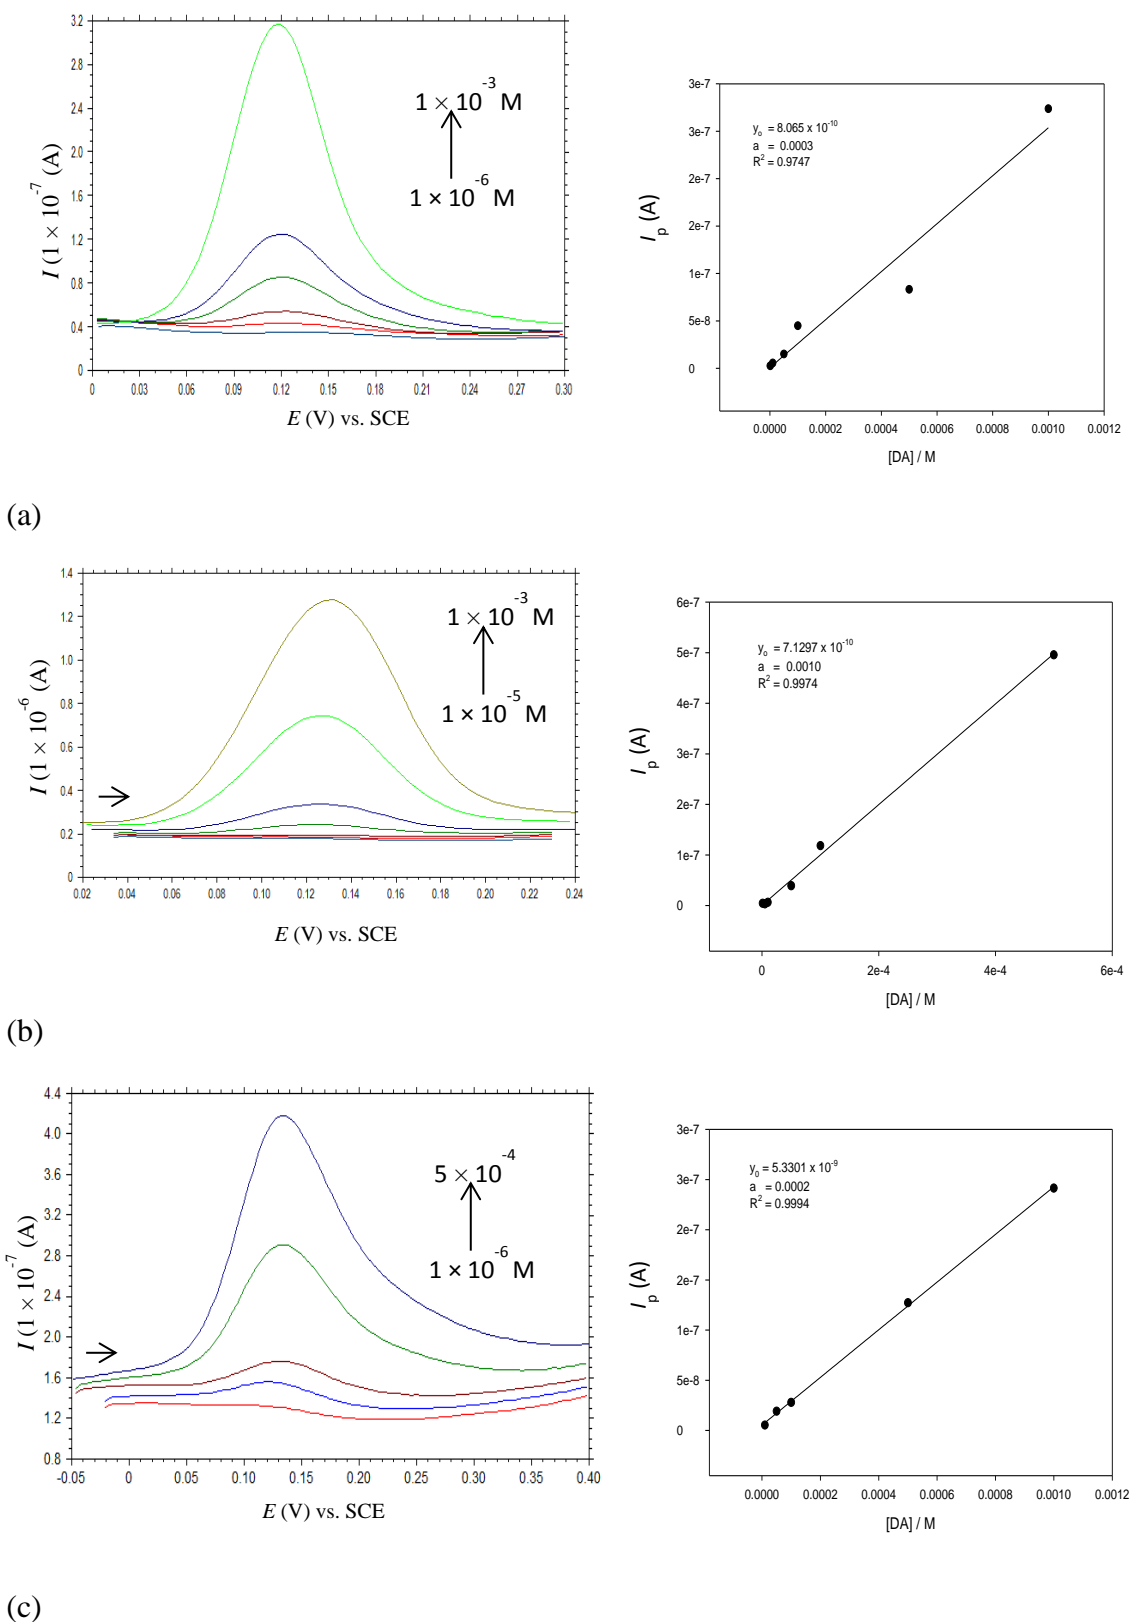 3.2
2.8
2.4
2.0
1.6
1.2
0.8
0.4
0
I (1 × 10⁻⁷ (A)
1 × 10⁻³ M
1 × 10⁻⁶ M
0 0.03 0.06 0.09 0.12 0.15 0.18 0.21 0.24 0.27 0.30
E (V) vs. SCE
3e-7
3e-7
2e-7
2e-7
1e-7
5e-8
0
Iₚ (A)
yₒ = 8.065 x 10⁻¹⁰
a = 0.0003
R² = 0.9747
0.0000 0.0002 0.0004 0.0006 0.0008 0.0010 0.0012
[DA] / M
(a)
1.4
1.2
1.0
0.8
0.6
0.4
0.2
0
I (1 × 10⁻⁶ (A)
1 × 10⁻³ M
1 × 10⁻⁵ M
0.02 0.04 0.06 0.08 0.10 0.12 0.14 0.16 0.18 0.20 0.22 0.24
E (V) vs. SCE
6e-7
5e-7
4e-7
3e-7
2e-7
1e-7
0
Iₚ (A)
yₒ = 7.1297 x 10⁻¹⁰
a = 0.0010
R² = 0.9974
0 2e-4 4e-4 6e-4
[DA] / M
(b)
4.4
4.0
3.6
3.2
2.8
2.4
2.0
1.6
1.2
0.8
I (1 × 10⁻⁷ (A)
5 × 10⁻⁴
1 × 10⁻⁶ M
-0.05 0 0.05 0.10 0.15 0.20 0.25 0.30 0.35 0.40
E (V) vs. SCE
3e-7
3e-7
2e-7
2e-7
1e-7
5e-8
0
Iₚ (A)
y₀ = 5.3301 x 10⁻⁹
a = 0.0002
R² = 0.9994
0.0000 0.0002 0.0004 0.0006 0.0008 0.0010 0.0012
[DA] / M
(c)